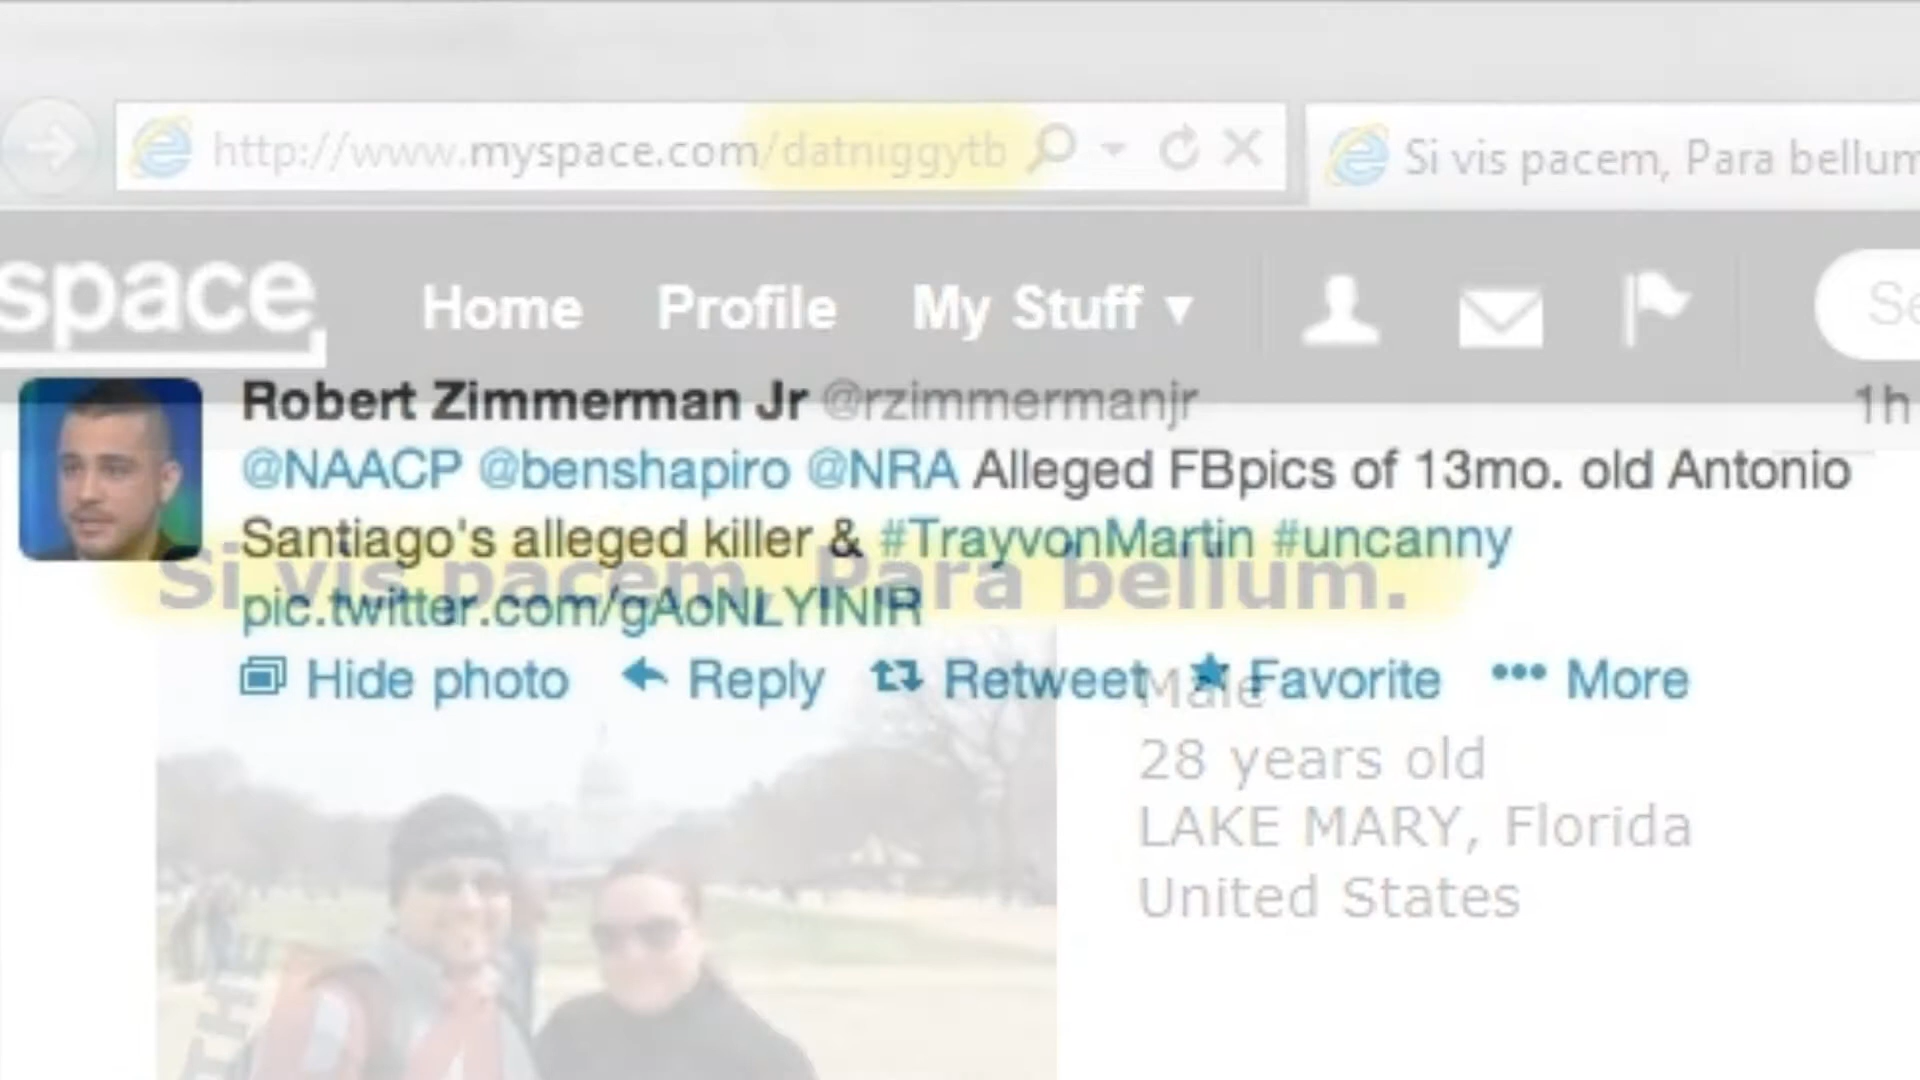 http://www.myspace.com/datniggytb
Si vis pacem, Para bellum
space
Home Profile My Stuff ▼
Robert Zimmerman Jr @rzimmermanjr 1h
@NAACP @benshapiro @NRA Alleged FBpics of 13mo. old Antonio
Santiago's alleged killer & #TrayvonMartin #uncanny
Si vis pacem, Para bellum.
pic.twitter.com/gAoNLYlNlR
Hide photo Reply Retweet Favorite More
Male
28 years old
LAKE MARY, Florida
United States